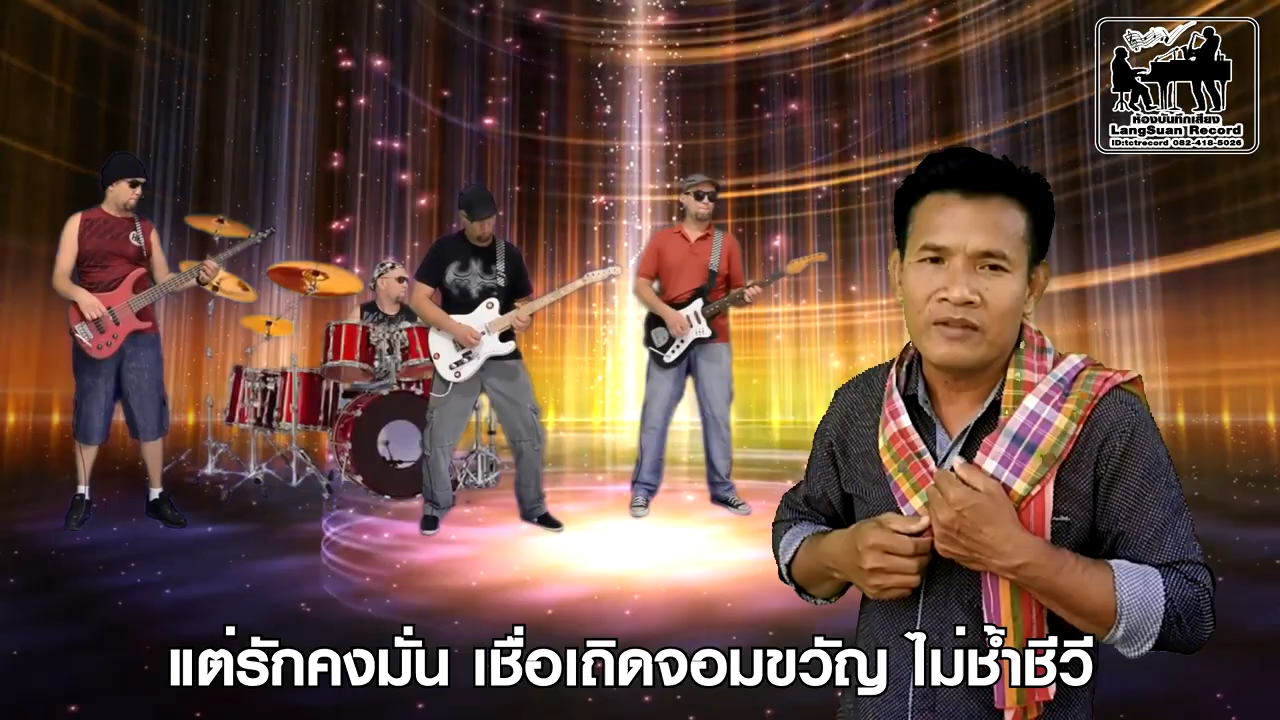 ห้องบันทึกเสียง
LangSuan Record
ID:tctrecord 082-418-5026
แต่รักคงมั่น เชื่อเถิดจอมขวัญ ไม่ช้ำชีวี